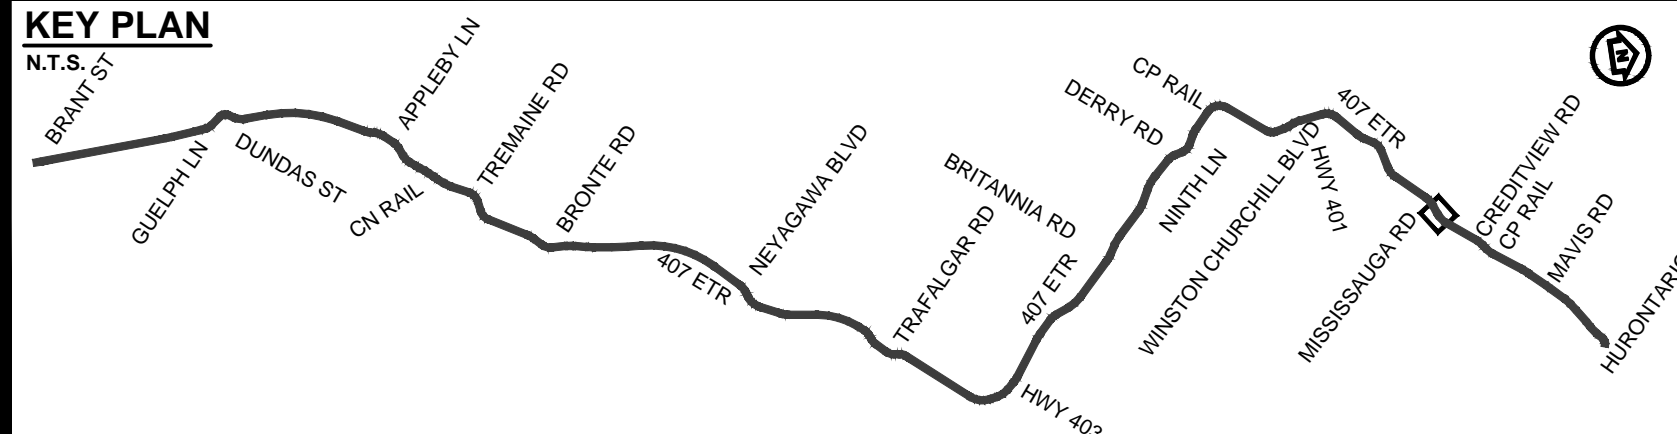 KEY PLAN
N.T.S.
BRANT ST
GUELPH LN
DUNDAS ST
CN RAIL
APPLEBY LN
TREMAINE RD
BRONTE RD
407 ETR
NEYAGAWA BLVD
TRAFALGAR RD
HWY 403
407 ETR
BRITANNIA RD
DERRY RD
CP RAIL
NINTH LN
WINSTON CHURCHILL BLVD
HWY 401
407 ETR
MISSISSAUGA RD
CREDITVIEW RD
CP RAIL
MAVIS RD
N